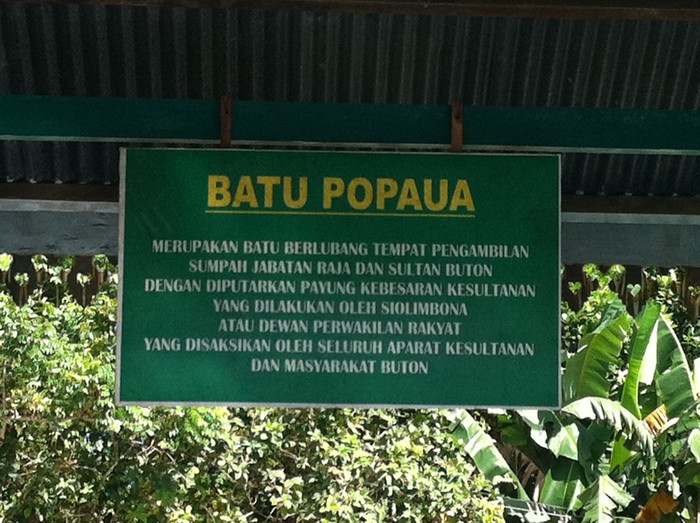 BATU POPAUA
MERUPAKAN BATU BERLUBANG TEMPAT PENGAMBILAN
SUMPAH JABATAN RAJA DAN SULTAN BUTON
DENGAN DIPUTARKAN PAYUNG KEBESARAN KESULTANAN
YANG DILAKUKAN OLEH SIOLIMBONA
ATAU DEWAN PERWAKILAN RAKYAT
YANG DISAKSIKAN OLEH SELURUH APARAT KESULTANAN
DAN MASYARAKAT BUTON